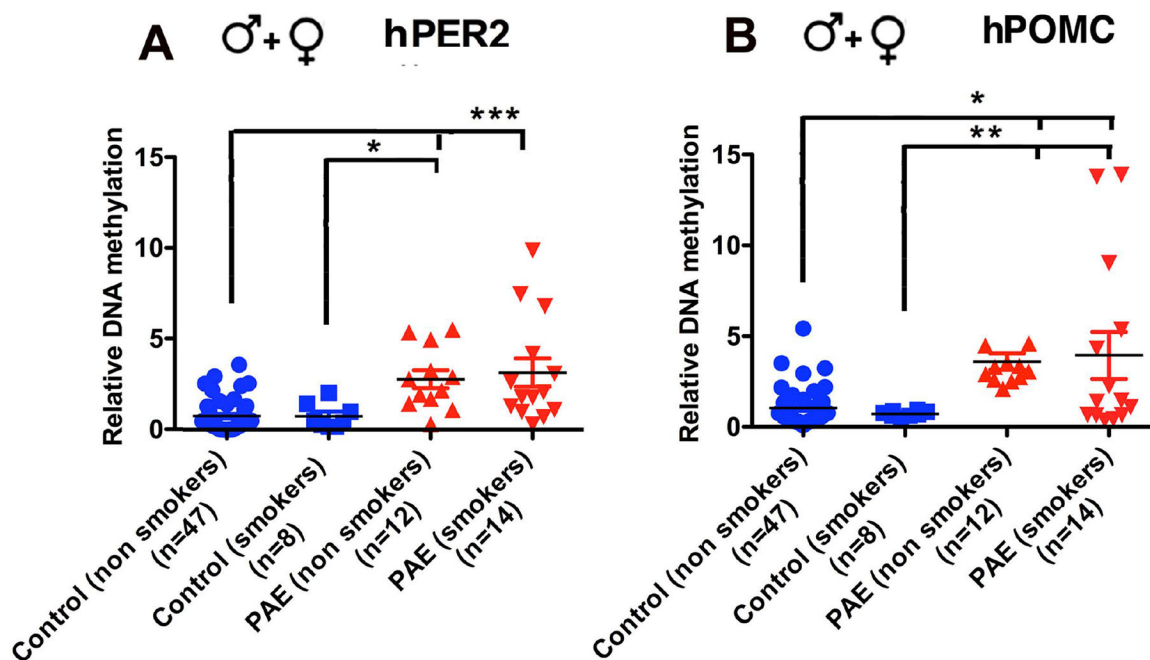 A ♂+♀ hPER2
***
*
Relative DNA methylation
15
10
5
0
Control (non smokers)
(n=47)
Control (smokers)
(n=8)
PAE (non smokers)
(n=12)
PAE (smokers)
(n=14)
B ♂+♀ hPOMC
*
**
Relative DNA methylation
15
10
5
0
Control (non smokers)
(n=47)
Control (smokers)
(n=8)
PAE (non smokers)
(n=12)
PAE (smokers)
(n=14)